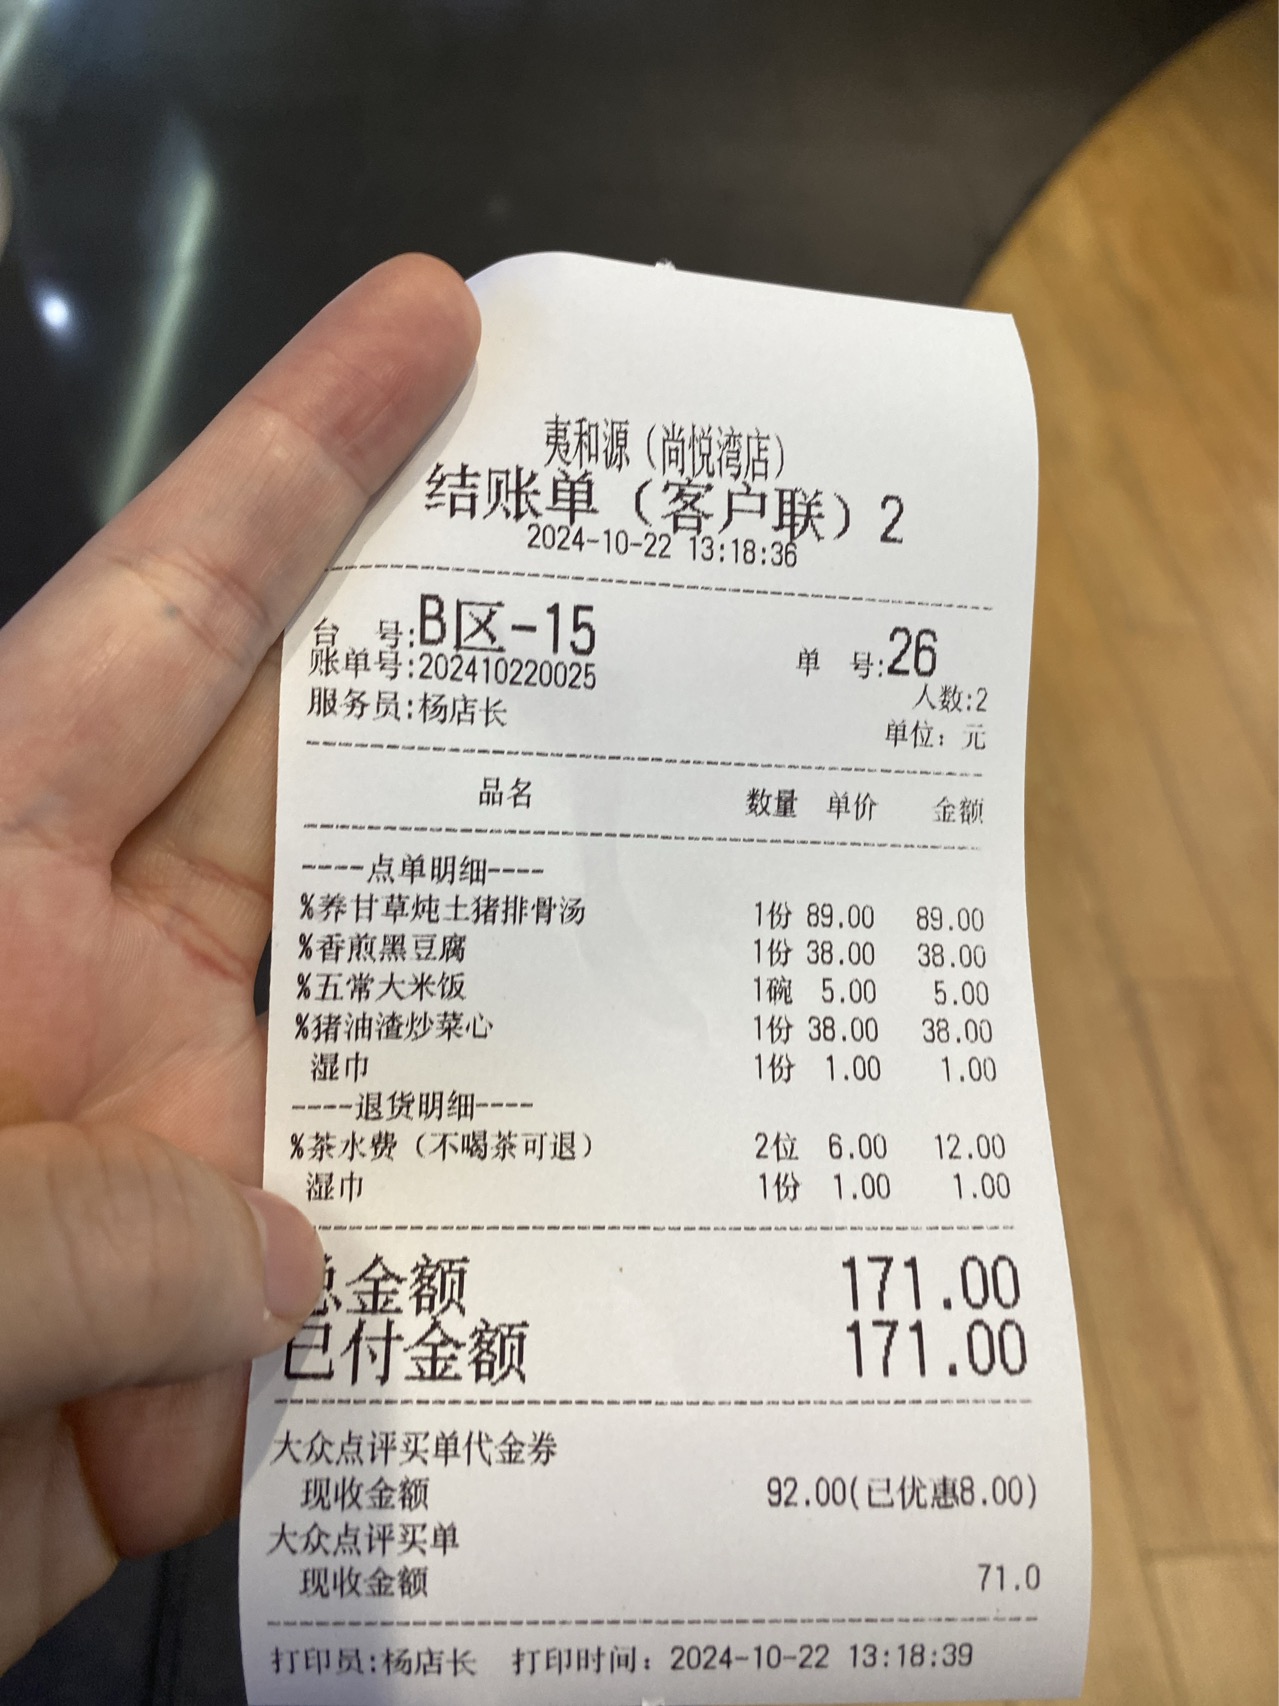 夷和源（尚悦湾店）
结账单（客户联）2
2024-10-22 13:18:36
台 号:B区-15 单 号:26
账单号:202410220025 人数:2
服务员:杨店长 单位：元
品名 数量 单价 金额
----点单明细----
%养甘草炖土猪排骨汤 1份 89.00 89.00
%香煎黑豆腐 1份 38.00 38.00
%五常大米饭 1碗 5.00 5.00
%猪油渣炒菜心 1份 38.00 38.00
湿巾 1份 1.00 1.00
----退货明细----
%茶水费（不喝茶可退） 2位 6.00 12.00
湿巾 1份 1.00 1.00
总金额 171.00
已付金额 171.00
大众点评买单代金券
现收金额 92.00(已优惠8.00)
大众点评买单
现收金额 71.0
打印员:杨店长 打印时间：2024-10-22 13:18:39